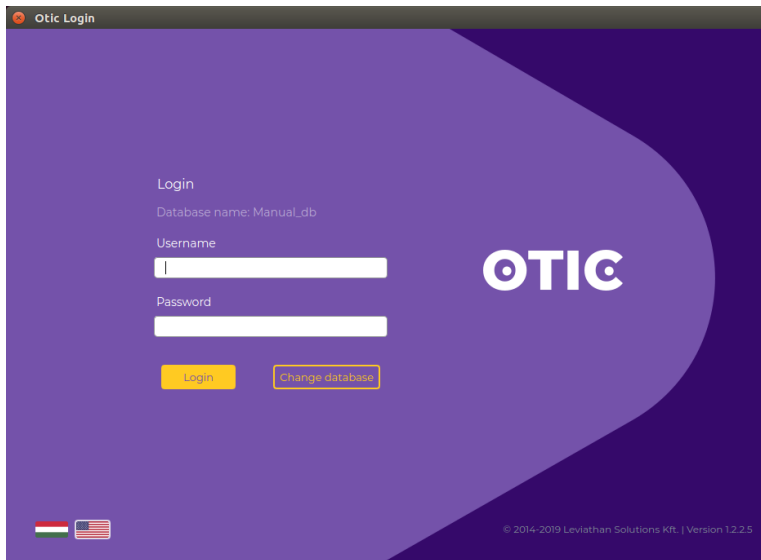 Otic Login
Login
Database name: Manual_db
Username
Password
Login
Change database
OTIC
© 2014-2019 Leviathan Solutions Kft. | Version 1.2.2.5